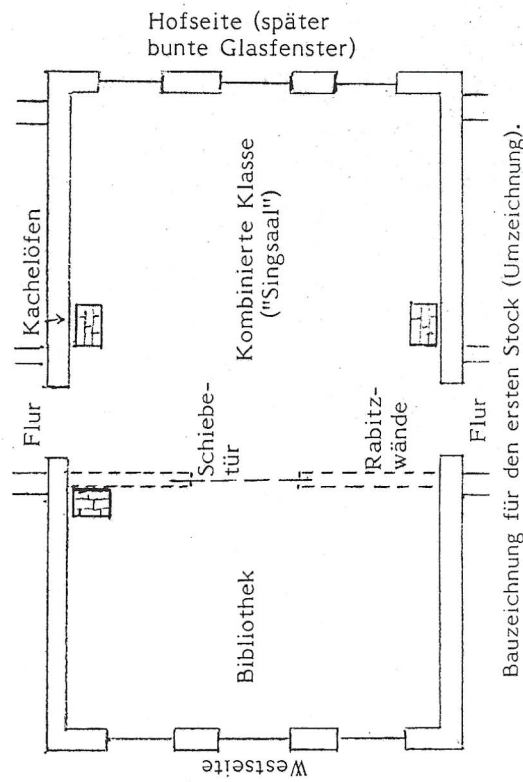 Hofseite (später
bunte Glasfenster)
Kachelöfen
Flur
Kombinierte Klasse
("Singsaal")
Schiebe-
tür
Rabitz-
wände
Flur
Bibliothek
Westseite
Bauzeichnung für den ersten Stock (Umzeichnung).